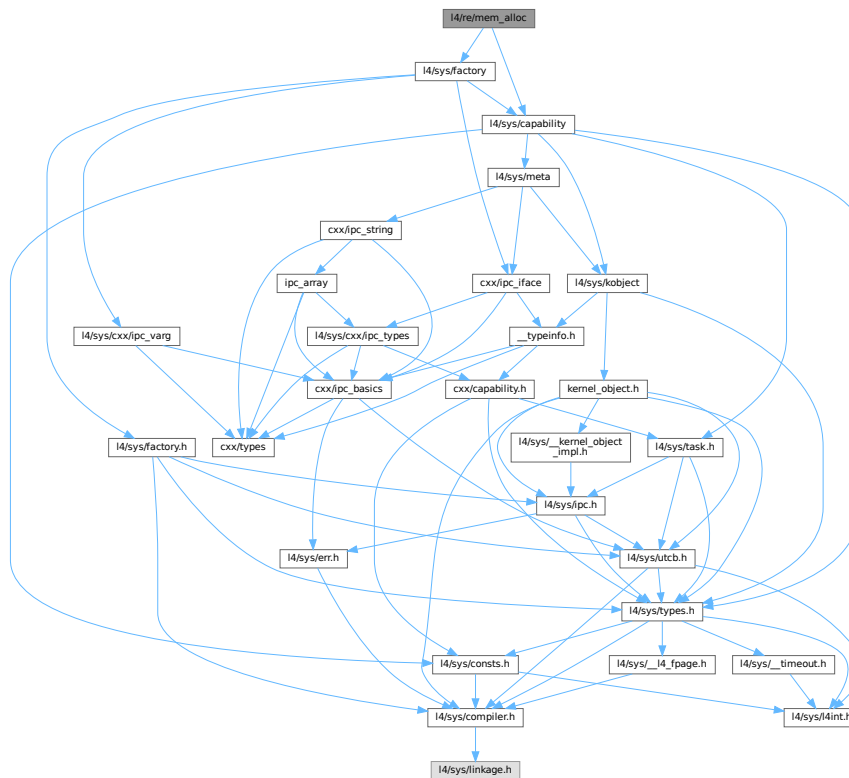 l4/re/mem_alloc
l4/sys/factory
l4/sys/capability
l4/sys/meta
cxx/ipc_string
ipc_array
cxx/ipc_iface
l4/sys/kobject
l4/sys/cxx/ipc_varg
l4/sys/cxx/ipc_types
__typeinfo.h
cxx/ipc_basics
cxx/capability.h
kernel_object.h
l4/sys/factory.h
cxx/types
l4/sys/__kernel_object
_impl.h
l4/sys/task.h
l4/sys/ipc.h
l4/sys/err.h
l4/sys/utcb.h
l4/sys/types.h
l4/sys/consts.h
l4/sys/__l4_fpage.h
l4/sys/__timeout.h
l4/sys/compiler.h
l4/sys/l4int.h
l4/sys/linkage.h